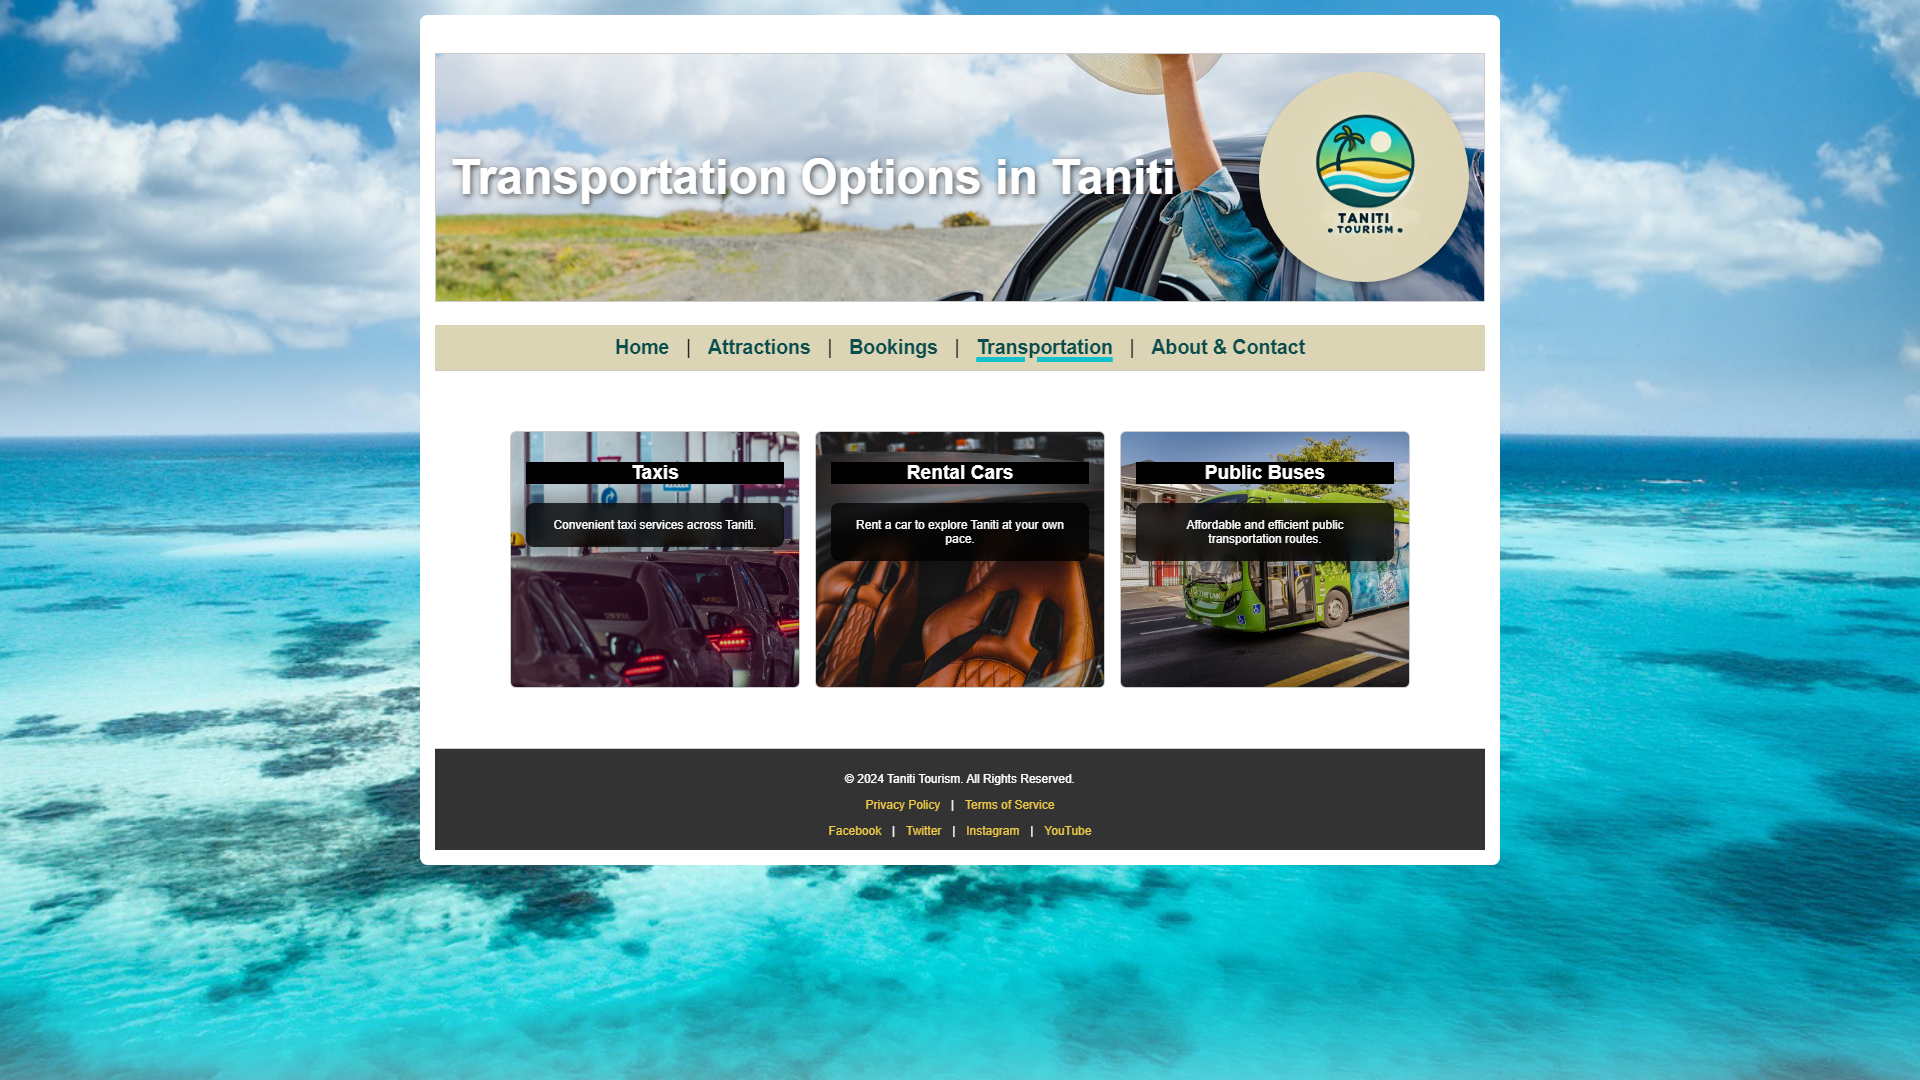 Transportation Options in Taniti
TANITI
• TOURISM •
Home | Attractions | Bookings | Transportation | About & Contact
Taxis
Convenient taxi services across Taniti.
Rental Cars
Rent a car to explore Taniti at your own
pace.
Public Buses
Affordable and efficient public
transportation routes.
© 2024 Taniti Tourism. All Rights Reserved.
Privacy Policy | Terms of Service
Facebook | Twitter | Instagram | YouTube